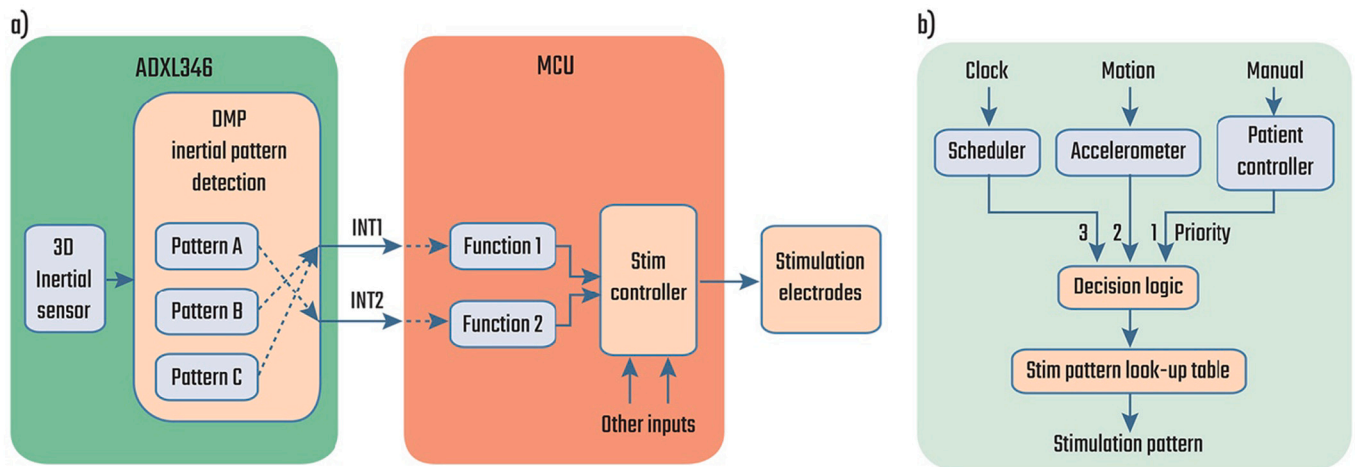 a)
ADXL346
DMP
inertial pattern
detection
3D
Inertial
sensor
Pattern A
Pattern B
Pattern C
INT1
INT2
MCU
Function 1
Function 2
Stim
controller
Other inputs
Stimulation
electrodes
b)
Clock
Motion
Manual
Scheduler
Accelerometer
Patient
controller
3 2 1 Priority
Decision logic
Stim pattern look-up table
Stimulation pattern